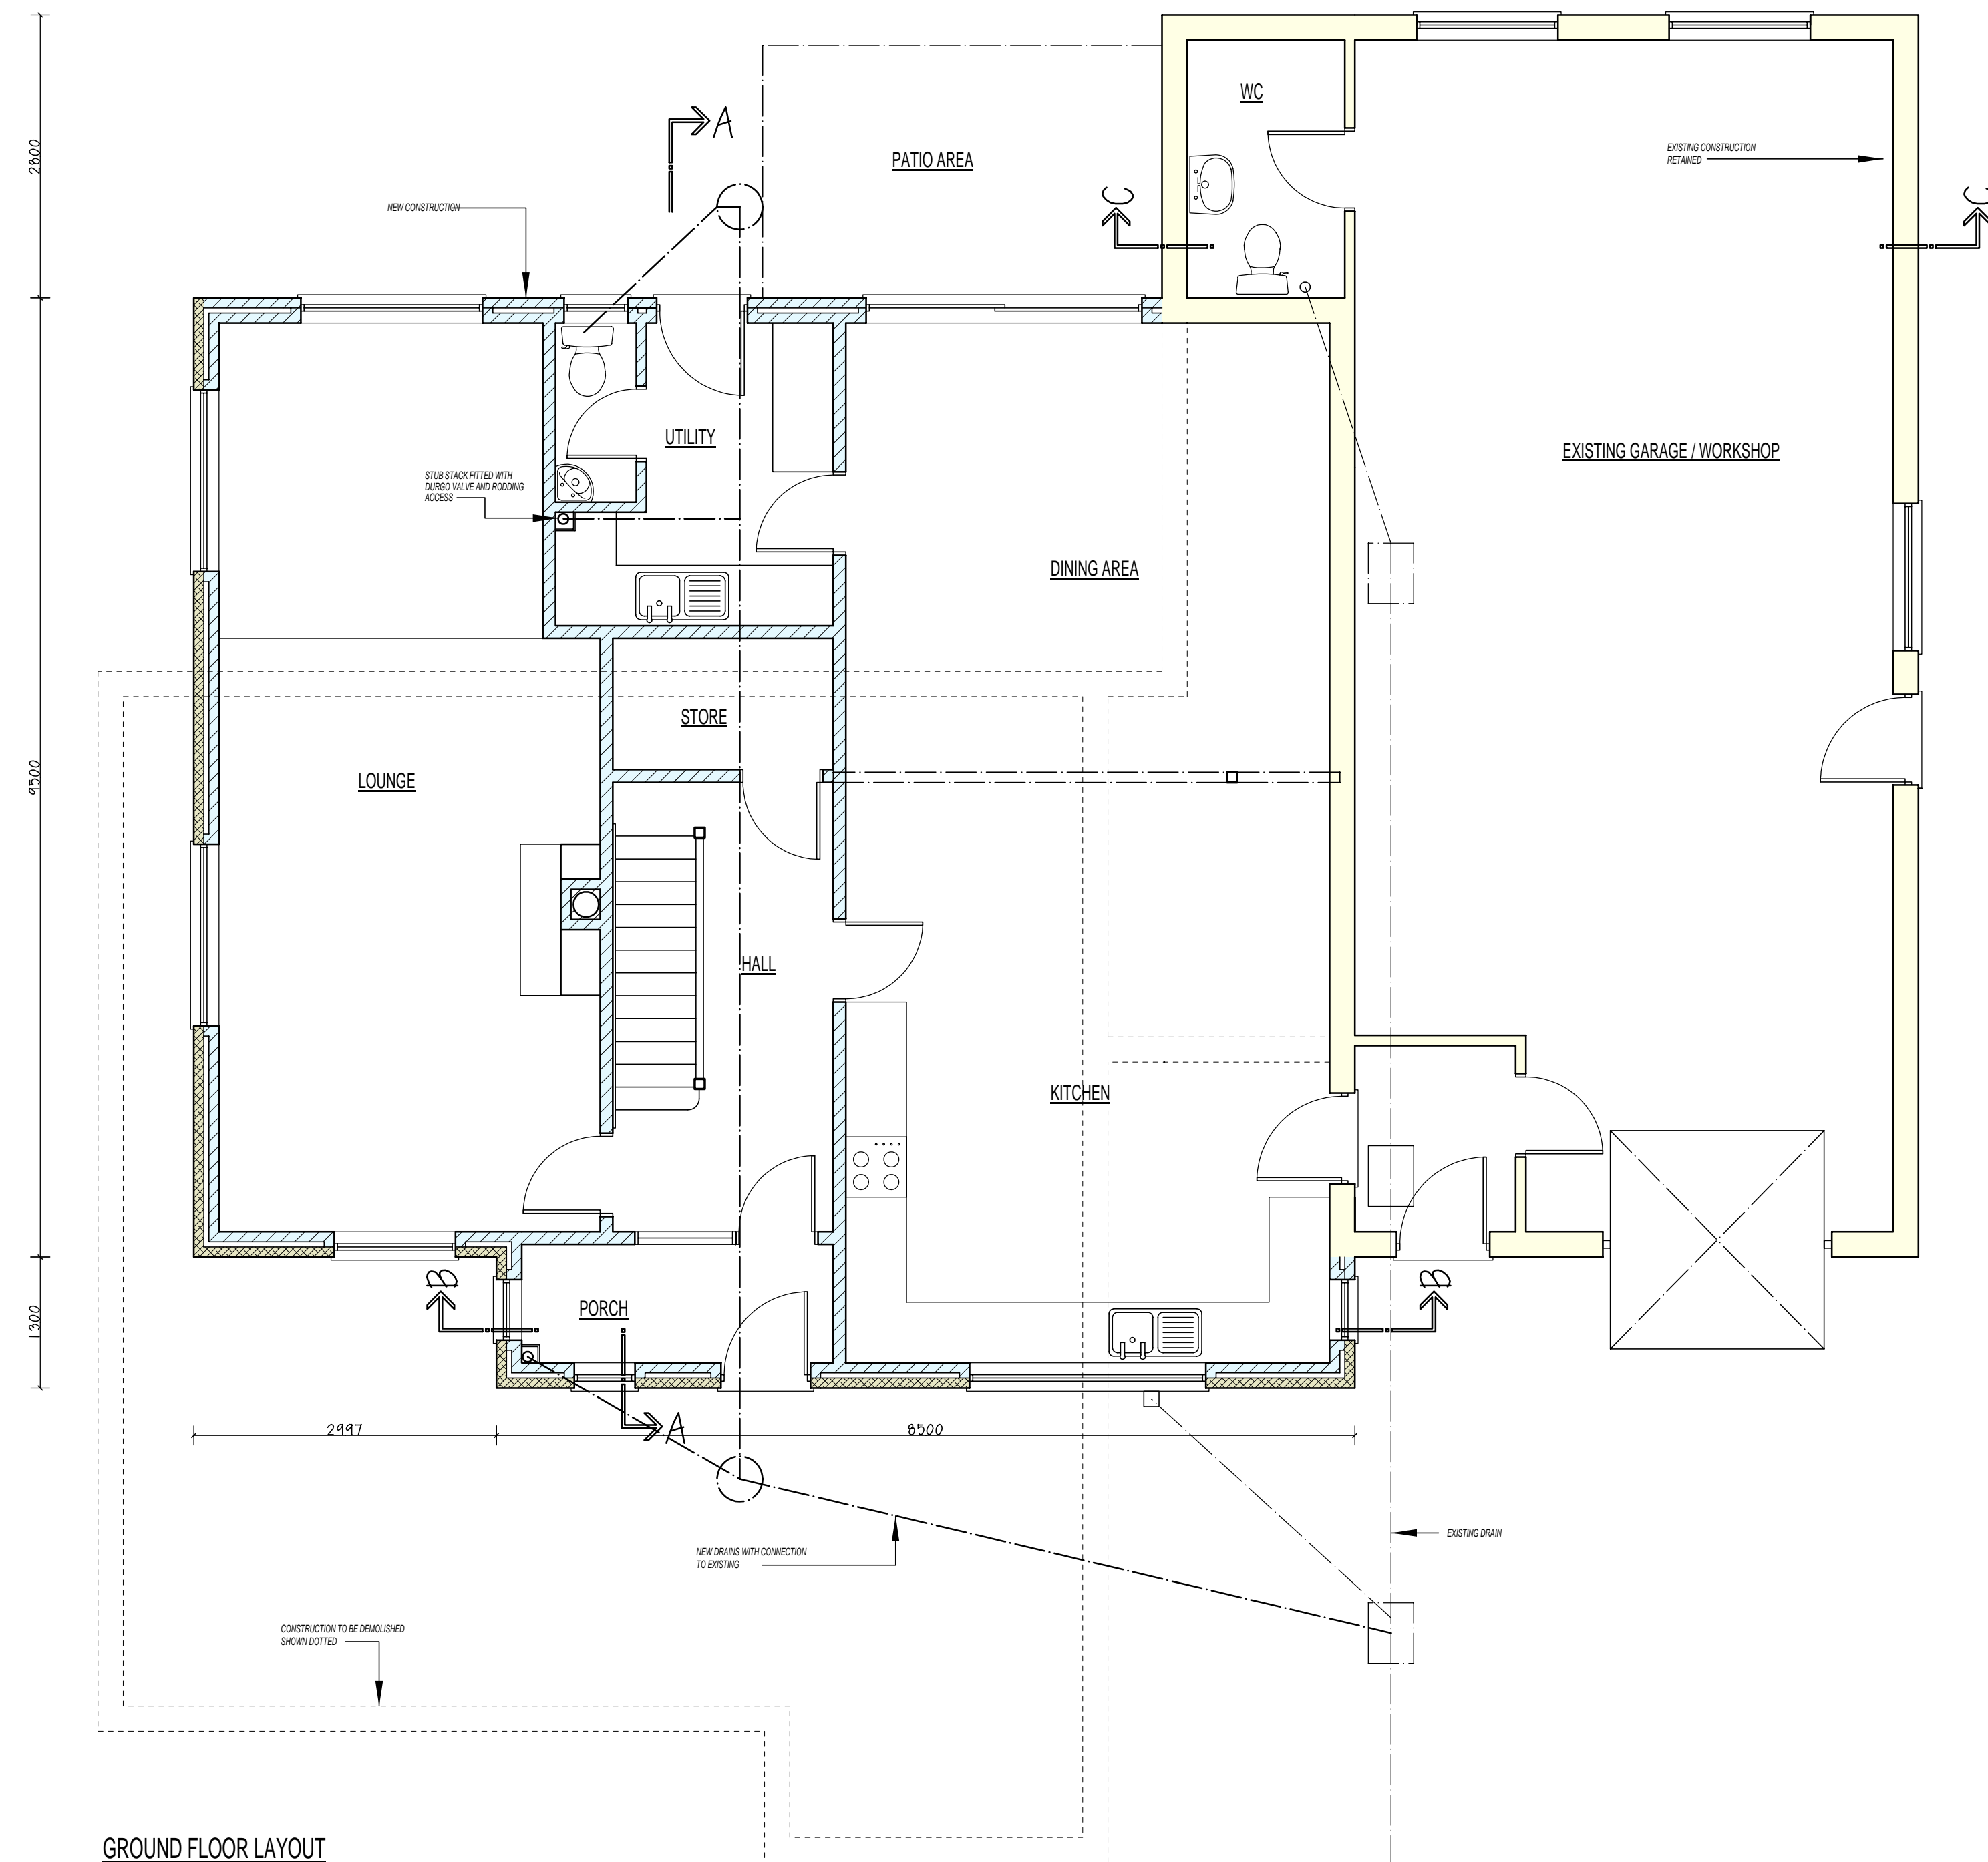 WC
2800
A
PATIO AREA
EXISTING CONSTRUCTION
RETAINED
C
C
NEW CONSTRUCTION
UTILITY
EXISTING GARAGE / WORKSHOP
STUB STACK FITTED WITH
DURGO VALVE AND RODDING
ACCESS
DINING AREA
STORE
9500
LOUNGE
HALL
KITCHEN
B
B
PORCH
1300
A
2997
8500
EXISTING DRAIN
NEW DRAINS WITH CONNECTION
TO EXISTING
CONSTRUCTION TO BE DEMOLISHED
SHOWN DOTTED
GROUND FLOOR LAYOUT